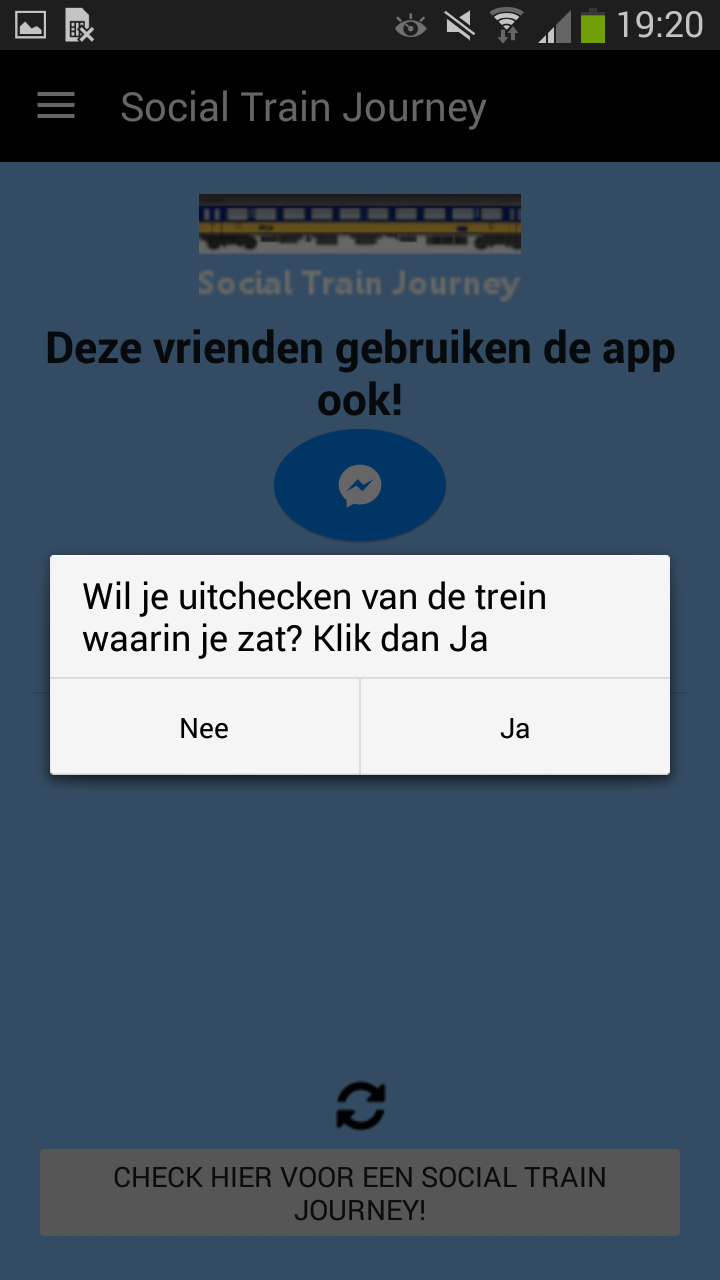 19:20
Social Train Journey
Social Train Journey
Deze vrienden gebruiken de app
ook!
Wil je uitchecken van de trein
waarin je zat? Klik dan Ja
Nee
Ja
CHECK HIER VOOR EEN SOCIAL TRAIN
JOURNEY!